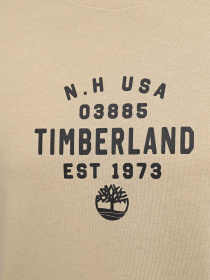 N.H USA
03885
TIMBERLAND
EST 1973